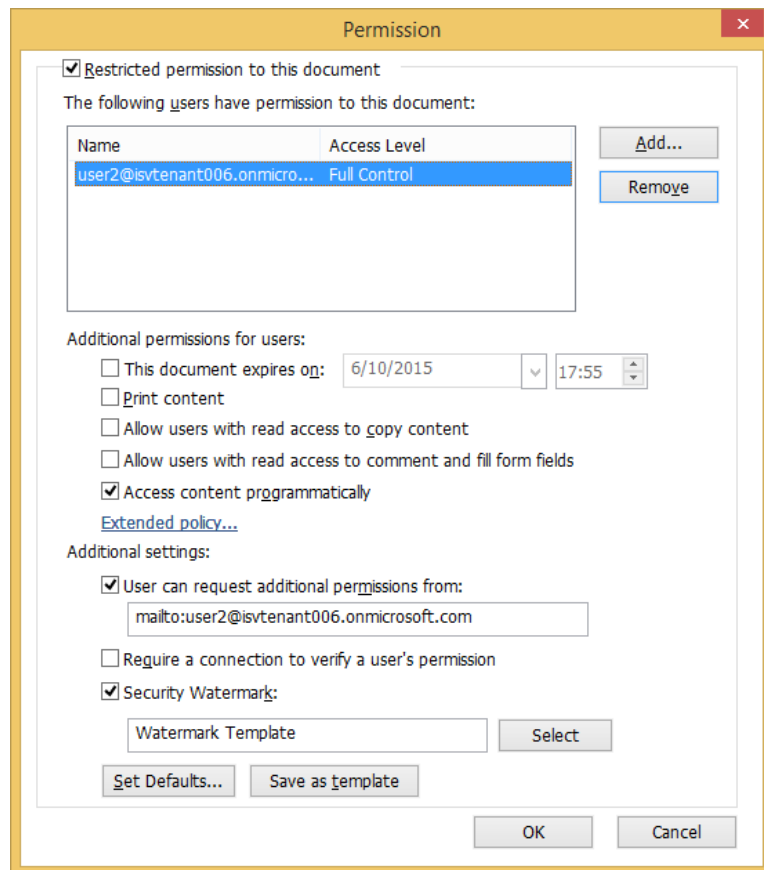 Permission
Restricted permission to this document
The following users have permission to this document:
Name Access Level
Add...
user2@isvtenant006.onmicro... Full Control
Remove
Additional permissions for users:
This document expires on: 6/10/2015 17:55
Print content
Allow users with read access to copy content
Allow users with read access to comment and fill form fields
Access content programmatically
Extended policy...
Additional settings:
User can request additional permissions from:
mailto:user2@isvtenant006.onmicrosoft.com
Require a connection to verify a user's permission
Security Watermark:
Watermark Template Select
Set Defaults... Save as template
OK Cancel